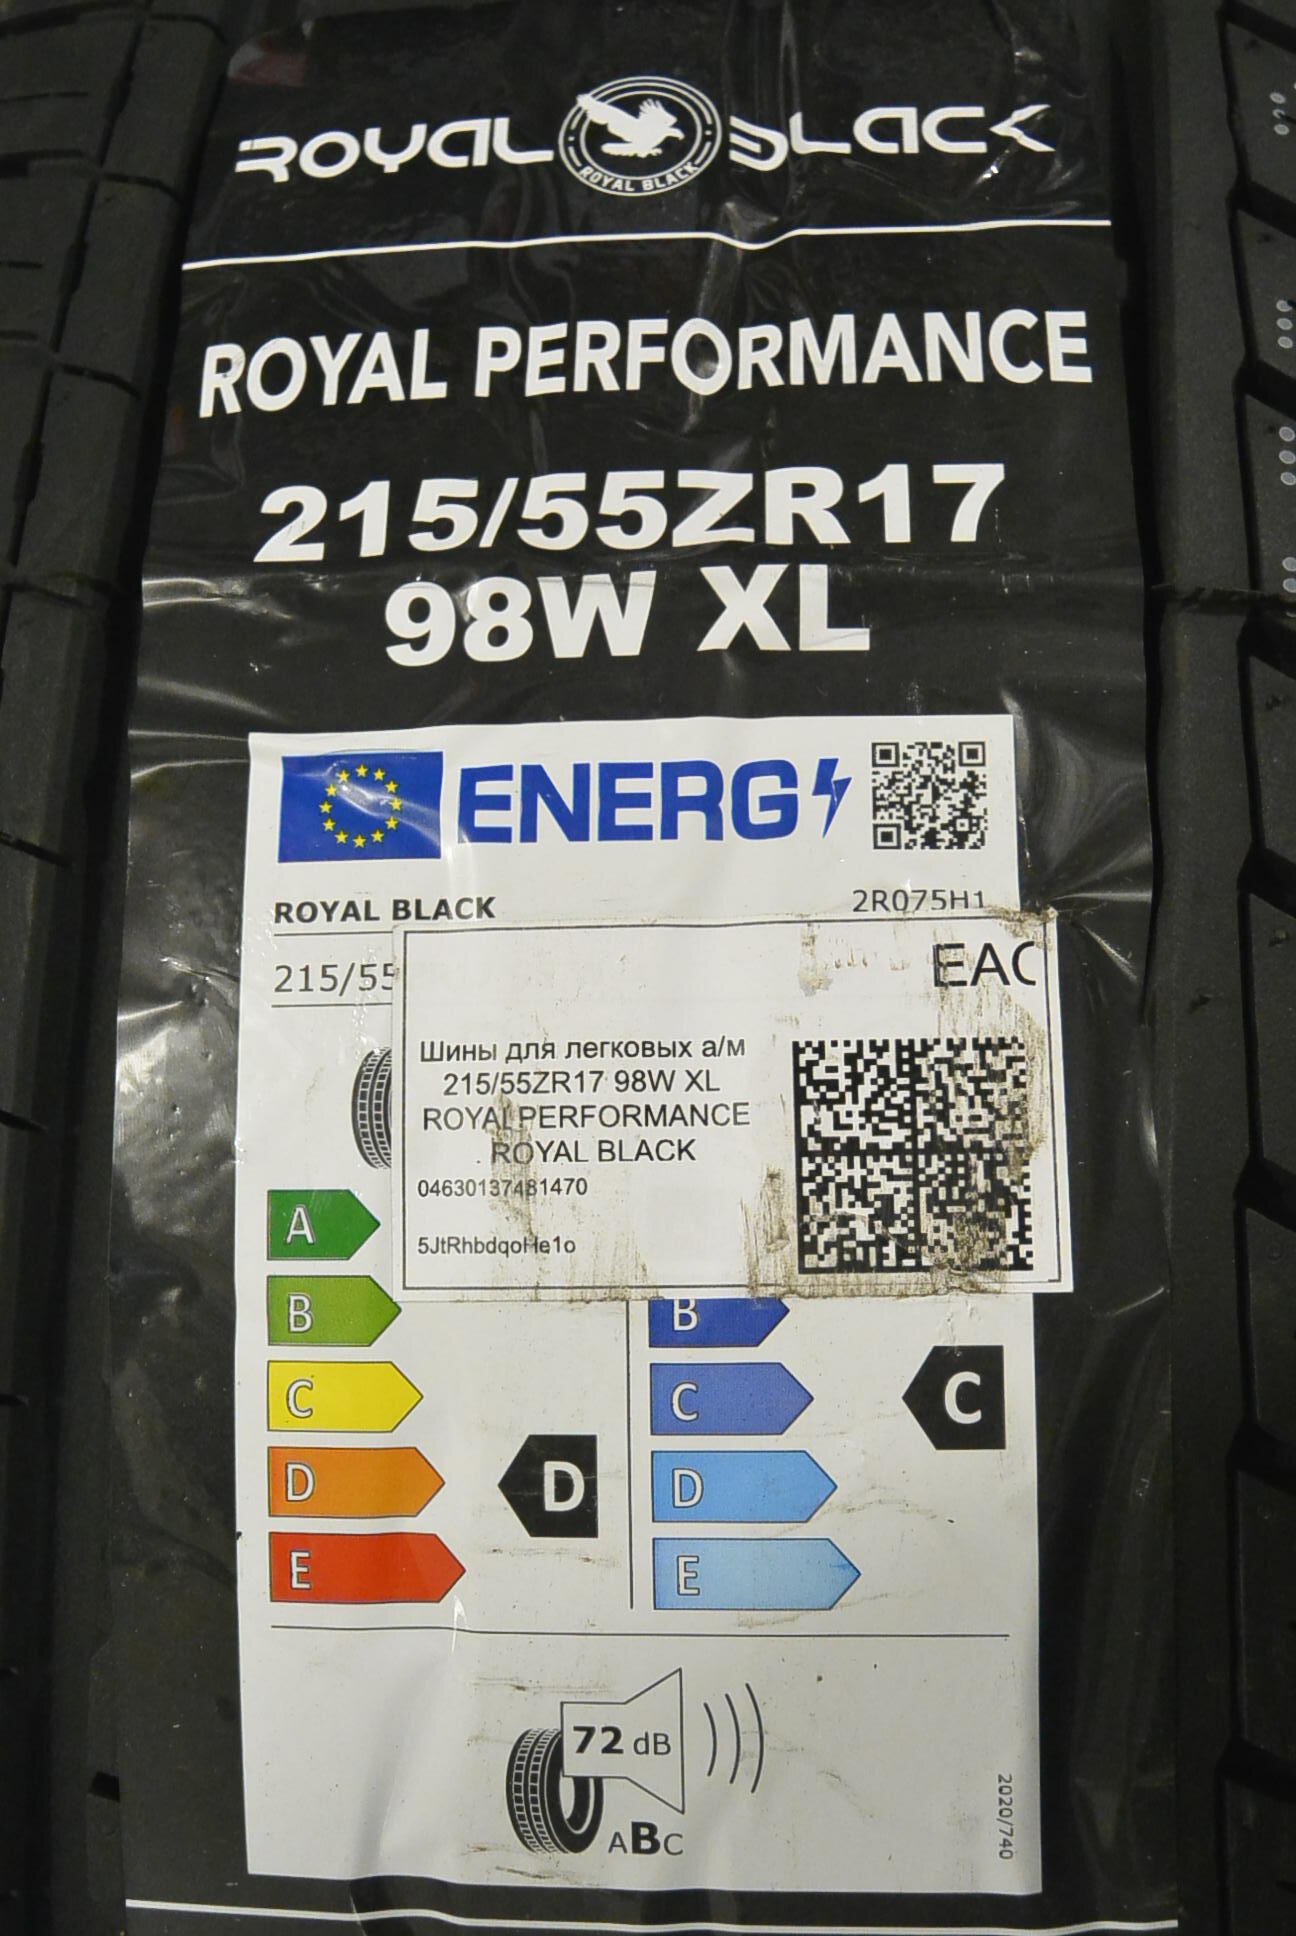 ROYAL BLACK
ROYAL BLACK
ROYAL PERFORMANCE
215/55ZR17
98W XL
ENERG
ROYAL BLACK
2R075H1
215/55
EAC
Шины для легковых а/м
215/55ZR17 98W XL
ROYAL PERFORMANCE
ROYAL BLACK
04630137481470
5JtRhbdqoHe1o
A
B
C
D
E
D
B
C
D
E
C
72 dB
ABC
2020/740